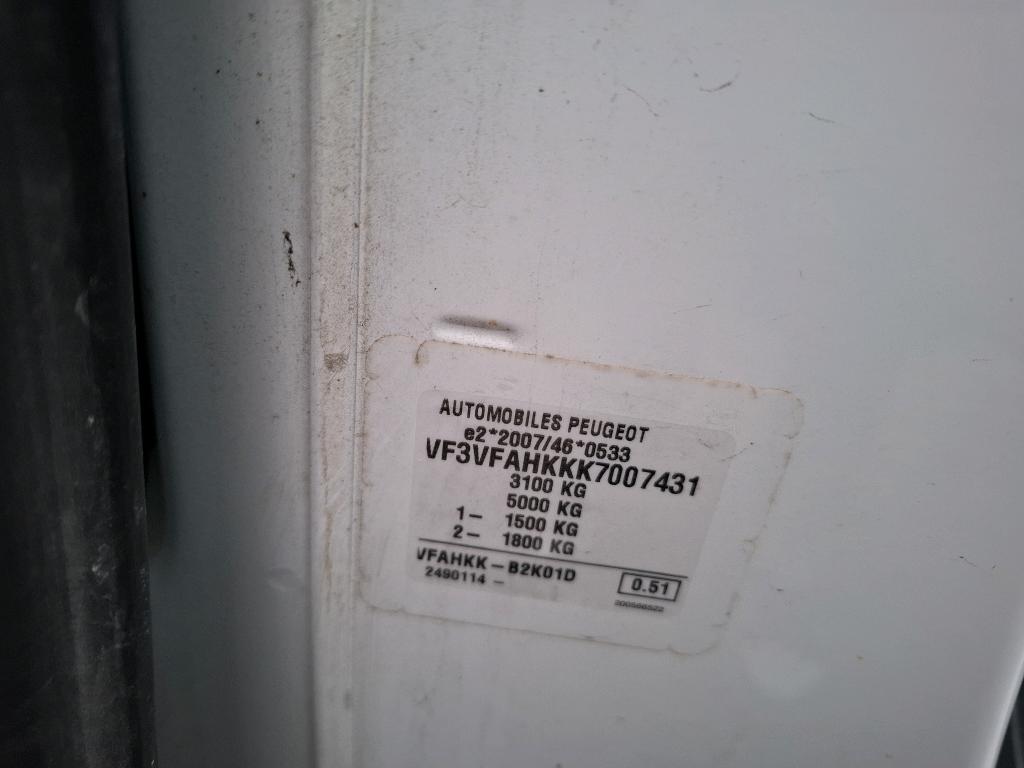 AUTOMOBILES PEUGEOT
e2*2007/46*0533
VF3VFAHKKK7007431
3100 KG
5000 KG
1- 1500 KG
2- 1800 KG
VFAHKK-B2K01D
2490114 -
0.51